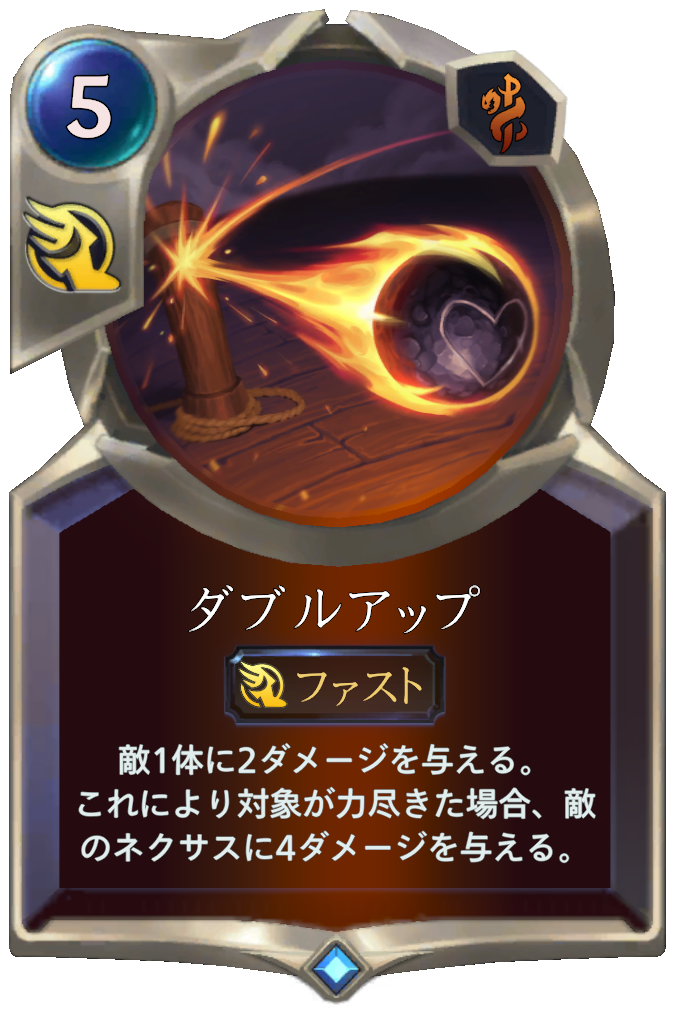 5
ダブルアップ
ファスト
敵1体に2ダメージを与える。
これにより対象が力尽きた場合、敵
のネクサスに4ダメージを与える。